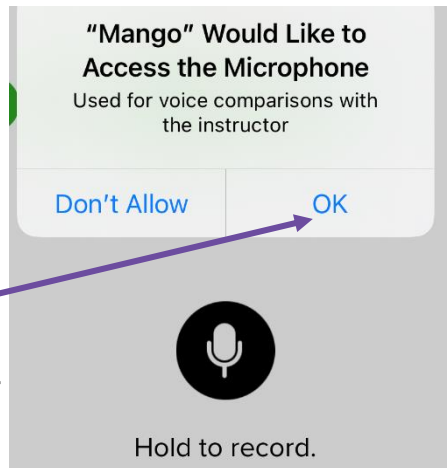 “Mango” Would Like to
Access the Microphone
Used for voice comparisons with
the instructor
Don’t Allow
OK
Hold to record.